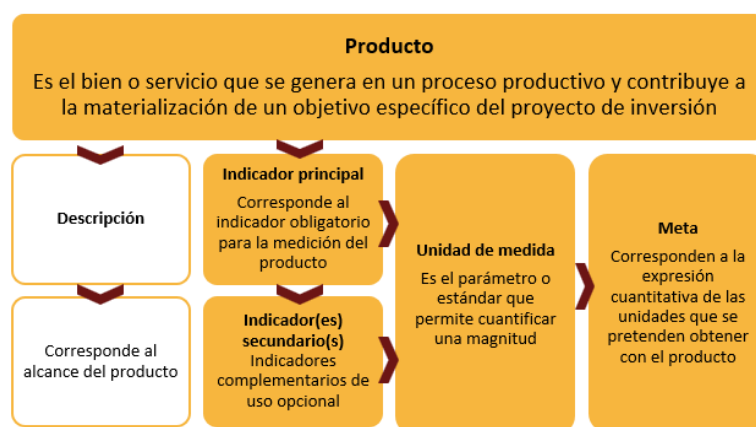 Producto
Es el bien o servicio que se genera en un proceso productivo y contribuye a
la materialización de un objetivo específico del proyecto de inversión
Descripción
Corresponde al
alcance del producto
Indicador principal
Corresponde al
indicador obligatorio
para la medición del
producto
Indicador(es)
secundario(s)
Indicadores
complementarios de
uso opcional
Unidad de medida
Es el parámetro o
estándar que
permite cuantificar
una magnitud
Meta
Corresponden a la
expresión
cuantitativa de las
unidades que se
pretenden obtener
con el producto